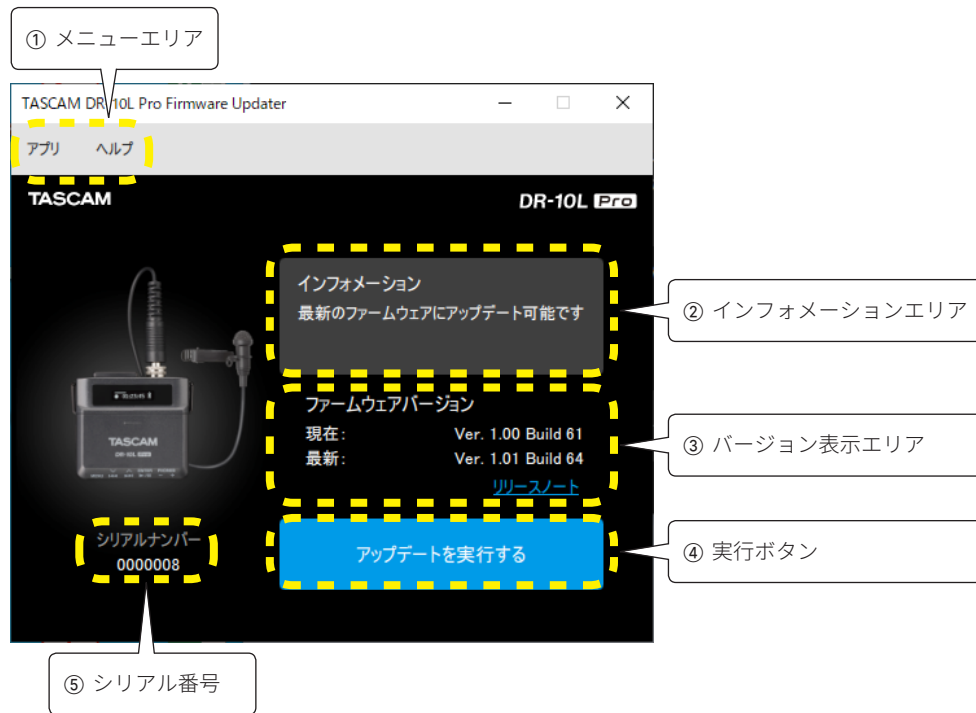 ① メニューエリア
TASCAM DR-10L Pro Firmware Updater
アプリ ヘルプ
TASCAM
DR-10L Pro
インフォメーション
最新のファームウェアにアップデート可能です
② インフォメーションエリア
ファームウェアバージョン
現在: Ver. 1.00 Build 61
最新: Ver. 1.01 Build 64
リリースノート
③ バージョン表示エリア
TASCAM
シリアルナンバー
0000008
アップデートを実行する
④ 実行ボタン
⑤ シリアル番号